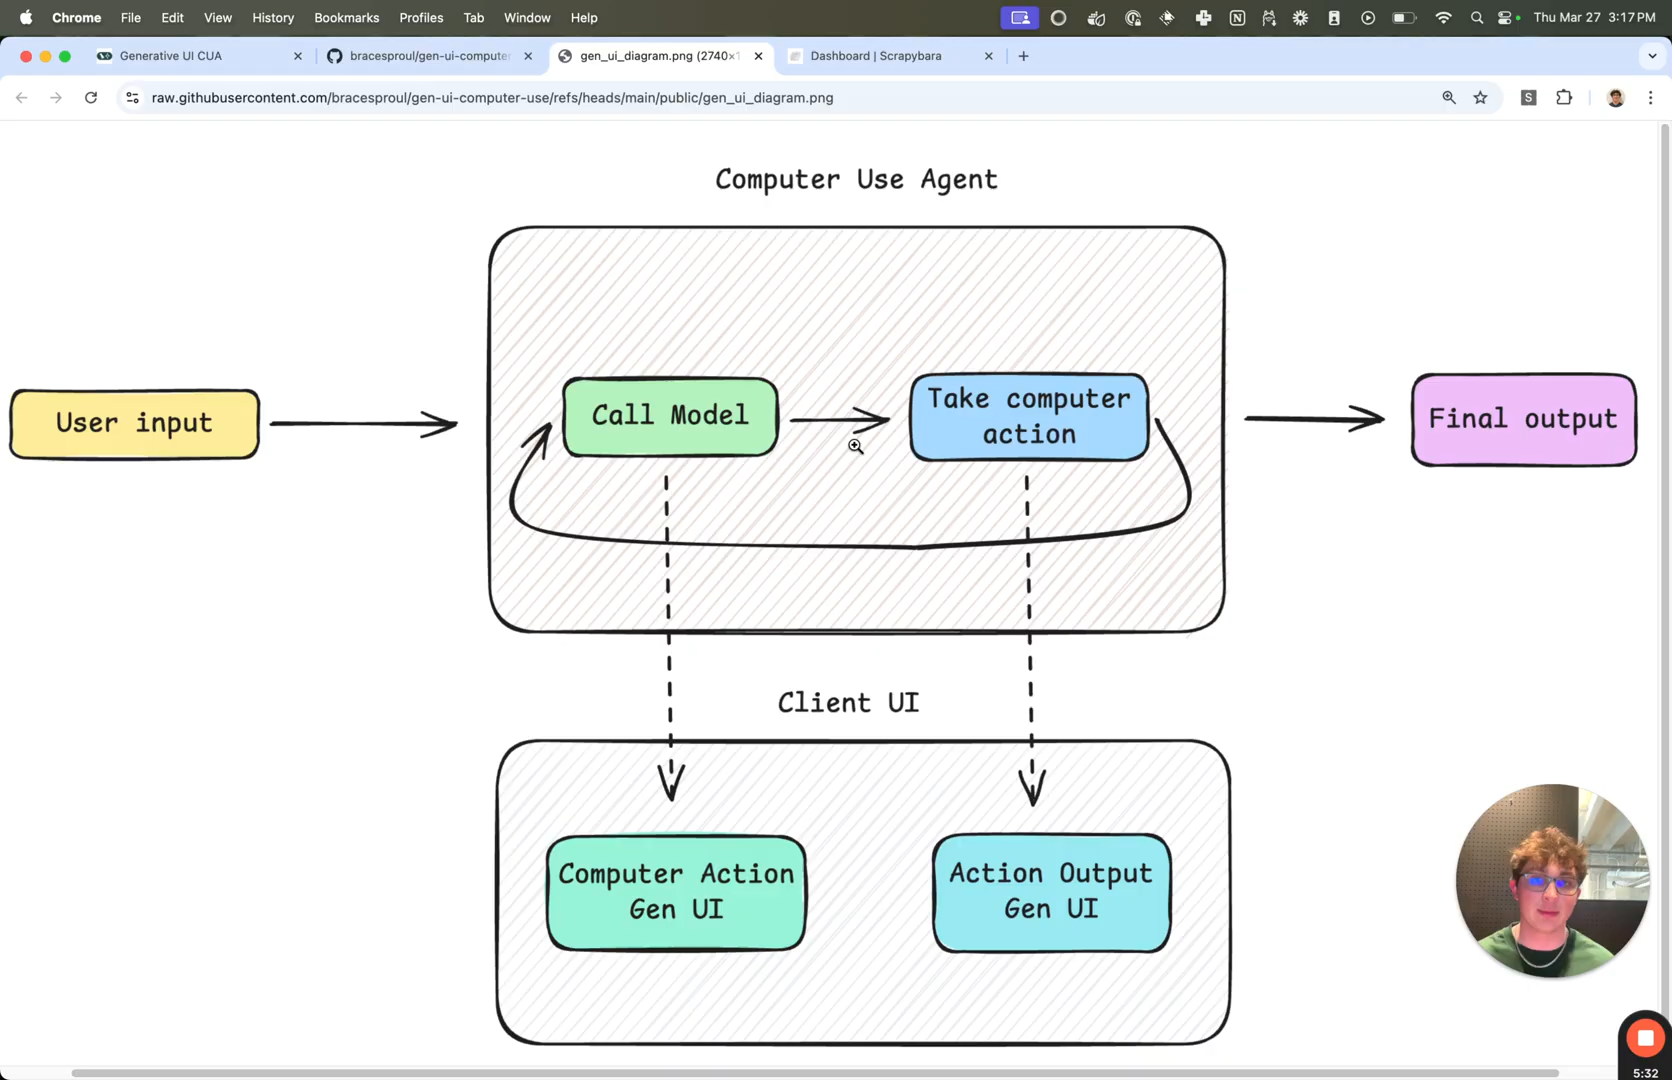 Chrome File Edit View History Bookmarks Profiles Tab Window Help Thu Mar 27 3:17 PM
Generative UI CUA bracesproul/gen-ui-computer gen_ui_diagram.png (2740×1 Dashboard | Scrapybara
raw.githubusercontent.com/bracesproul/gen-ui-computer-use/refs/heads/main/public/gen_ui_diagram.png
S
Computer Use Agent
User input
Call Model
Take computer
action
Final output
Client UI
Computer Action
Gen UI
Action Output
Gen UI
5:32